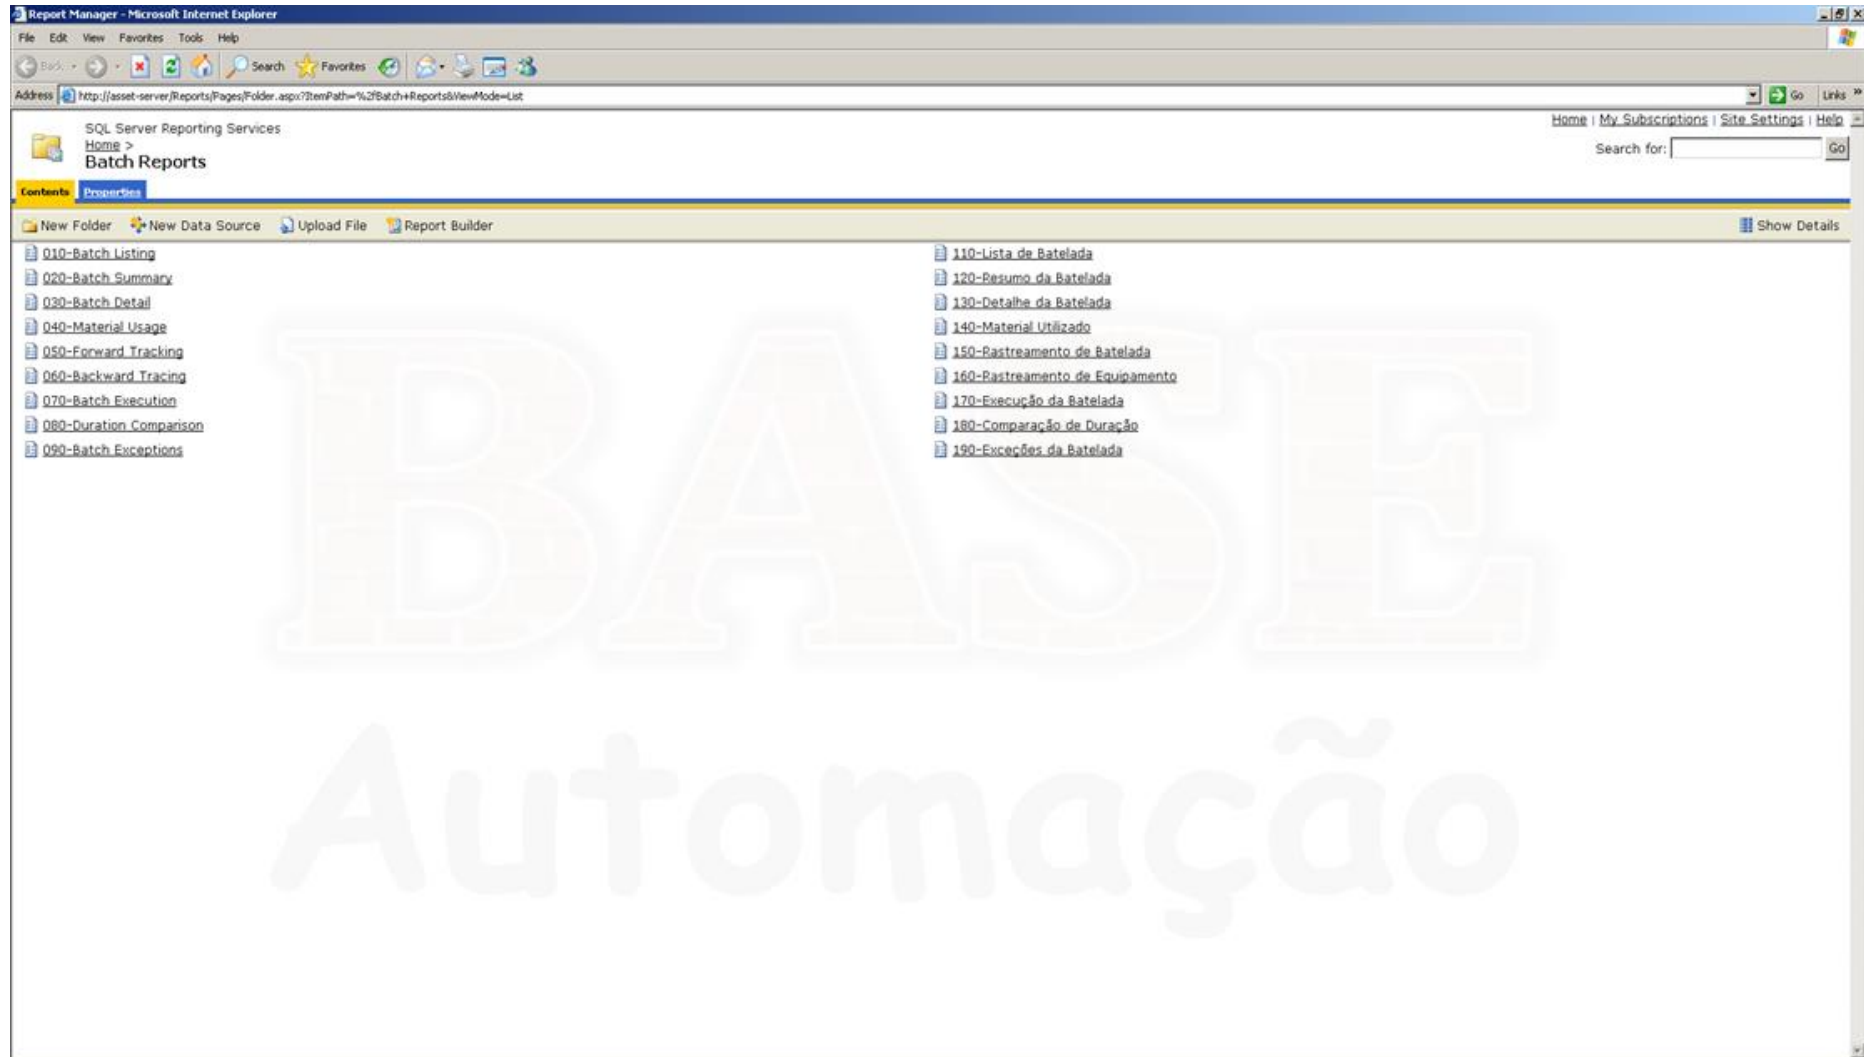 Report Manager - Microsoft Internet Explorer
File Edit View Favorites Tools Help
Back Search Favorites
Address http://asset-server/Reports/Pages/Folder.aspx?ItemPath=%2fBatch+Reports&ViewMode=List Go Links »
SQL Server Reporting Services
Home >
Batch Reports
Home | My Subscriptions | Site Settings | Help
Search for: Go
Contents Properties
New Folder New Data Source Upload File Report Builder Show Details
010-Batch Listing
020-Batch Summary
030-Batch Detail
040-Material Usage
050-Forward Tracking
060-Backward Tracing
070-Batch Execution
080-Duration Comparison
090-Batch Exceptions
110-Lista de Batelada
120-Resumo da Batelada
130-Detalhe da Batelada
140-Material Utilizado
150-Rastreamento de Batelada
160-Rastreamento de Equipamento
170-Execução da Batelada
180-Comparação de Duração
190-Exceções da Batelada
BASE
Automação